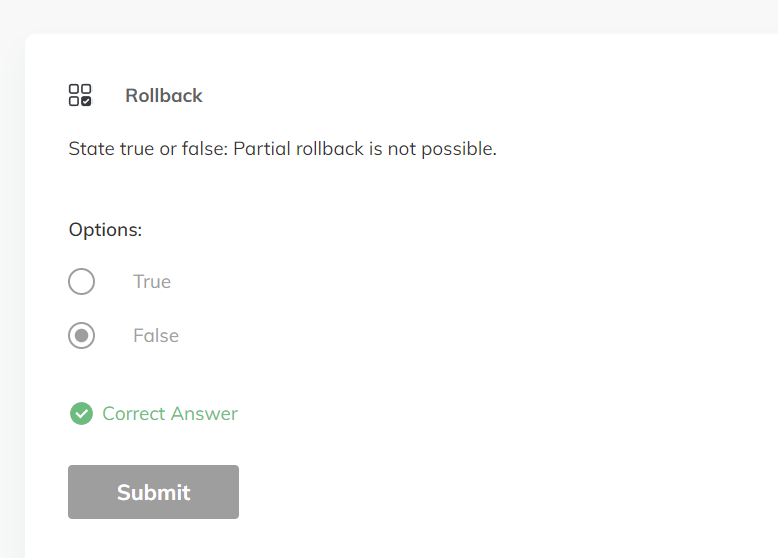 Rollback
State true or false: Partial rollback is not possible.
Options:
True
False
Correct Answer
Submit